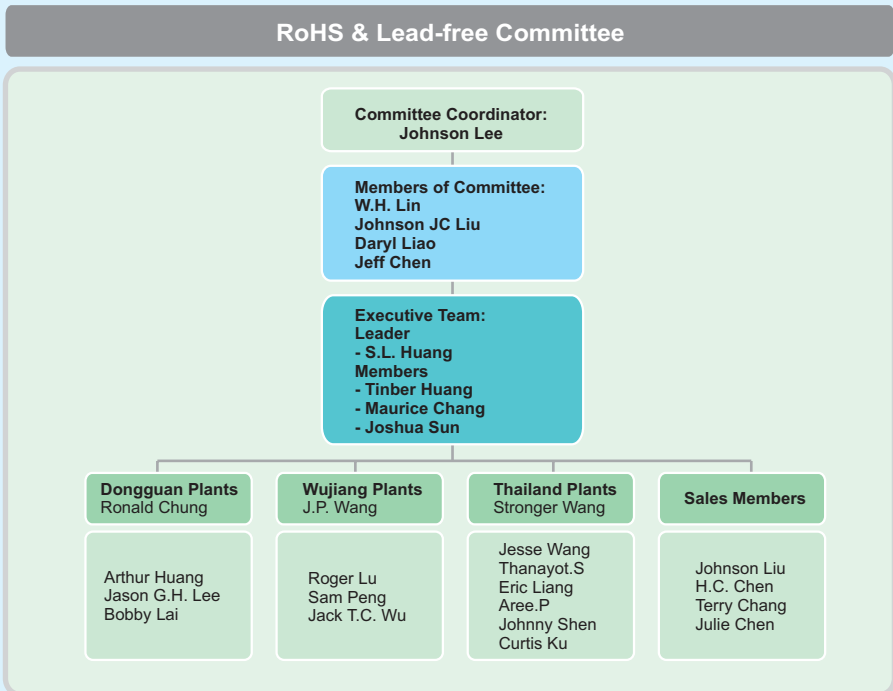 RoHS & Lead-free Committee
Committee Coordinator:
Johnson Lee
Members of Committee:
W.H. Lin
Johnson JC Liu
Daryl Liao
Jeff Chen
Executive Team:
Leader
- S.L. Huang
Members
- Tinber Huang
- Maurice Chang
- Joshua Sun
Dongguan Plants
Ronald Chung
Arthur Huang
Jason G.H. Lee
Bobby Lai
Wujiang Plants
J.P. Wang
Roger Lu
Sam Peng
Jack T.C. Wu
Thailand Plants
Stronger Wang
Jesse Wang
Thanayot.S
Eric Liang
Aree.P
Johnny Shen
Curtis Ku
Sales Members
Johnson Liu
H.C. Chen
Terry Chang
Julie Chen